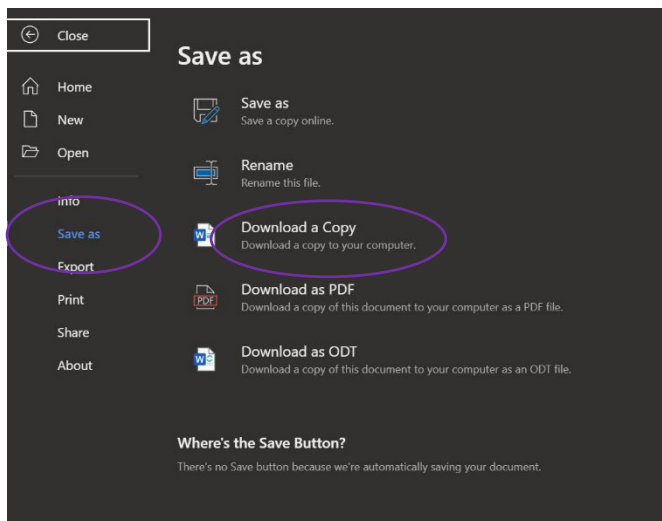 Close
Home
New
Open
Info
Save as
Export
Print
Share
About
Save as
Save as
Save a copy online.
Rename
Rename this file.
W
Download a Copy
Download a copy to your computer.
PDF
Download as PDF
Download a copy of this document to your computer as a PDF file.
W
Download as ODT
Download a copy of this document to your computer as an ODT file.
Where's the Save Button?
There's no Save button because we're automatically saving your document.